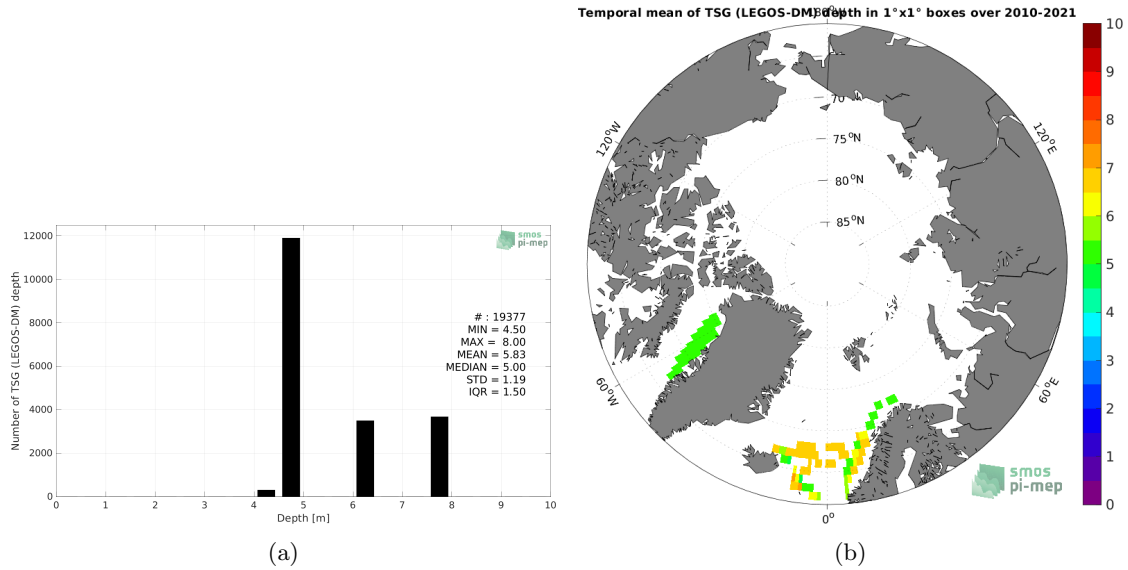 12000
10000
8000
6000
4000
2000
0
Number of TSG (LEGOS-DM) depth
smos
pi-mep
# : 19377
MIN = 4.50
MAX = 8.00
MEAN = 5.83
MEDIAN = 5.00
STD = 1.19
IQR = 1.50
0 1 2 3 4 5 6 7 8 9 10
Depth [m]
(a)
Temporal mean of TSG (LEGOS-DM) depth in 1°x1° boxes over 2010-2021
180°W
70°N
75°N
80°N
85°N
120°W
120°E
60°W
60°E
0°
smos
pi-mep
10
9
8
7
6
5
4
3
2
1
0
(b)